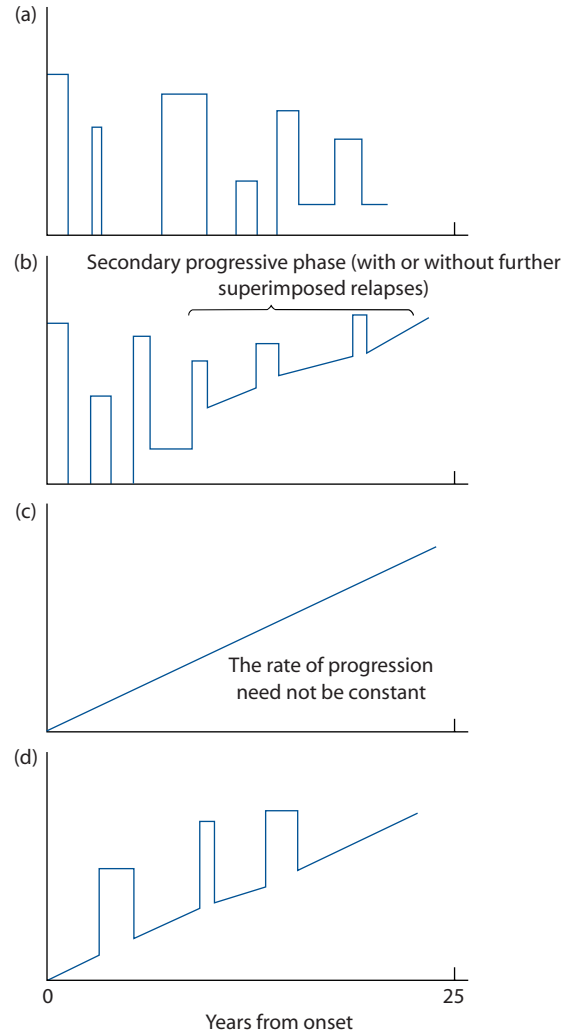 (a)
(b)
Secondary progressive phase (with or without further
superimposed relapses)
(c)
The rate of progression
need not be constant
(d)
0
25
Years from onset